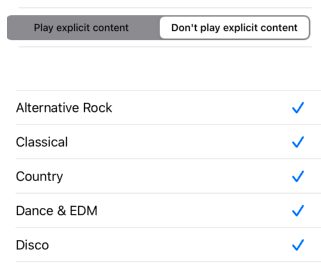 Play explicit content Don't play explicit content
Alternative Rock
Classical
Country
Dance & EDM
Disco